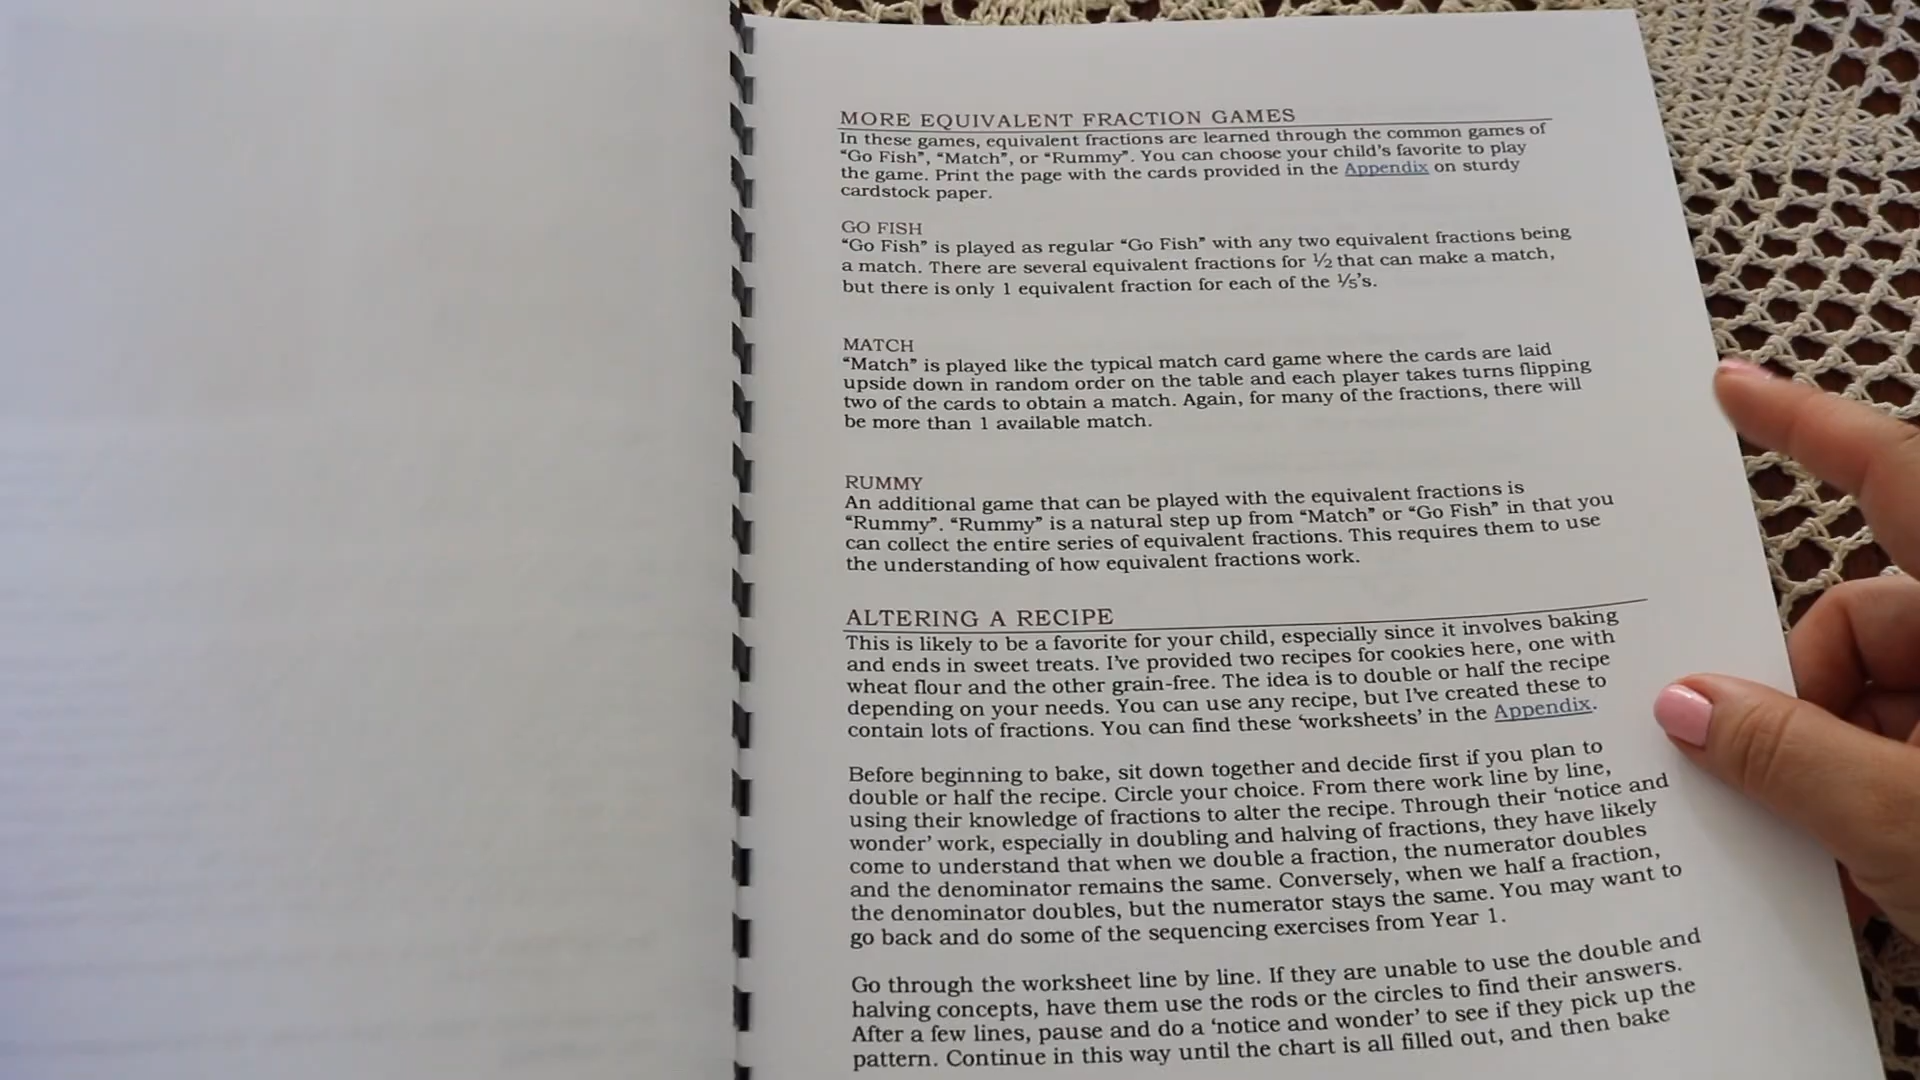 MORE EQUIVALENT FRACTION GAMES
In these games, equivalent fractions are learned through the common games of
“Go Fish”, “Match”, or “Rummy”. You can choose your child’s favorite to play
the game. Print the page with the cards provided in the Appendix on sturdy
cardstock paper.
GO FISH
“Go Fish” is played as regular “Go Fish” with any two equivalent fractions being
a match. There are several equivalent fractions for ½ that can make a match,
but there is only 1 equivalent fraction for each of the ⅕’s.
MATCH
“Match” is played like the typical match card game where the cards are laid
upside down in random order on the table and each player takes turns flipping
two of the cards to obtain a match. Again, for many of the fractions, there will
be more than 1 available match.
RUMMY
An additional game that can be played with the equivalent fractions is
“Rummy”. “Rummy” is a natural step up from “Match” or “Go Fish” in that you
can collect the entire series of equivalent fractions. This requires them to use
the understanding of how equivalent fractions work.
ALTERING A RECIPE
This is likely to be a favorite for your child, especially since it involves baking
and ends in sweet treats. I’ve provided two recipes for cookies here, one with
wheat flour and the other grain-free. The idea is to double or half the recipe
depending on your needs. You can use any recipe, but I’ve created these to
contain lots of fractions. You can find these ‘worksheets’ in the Appendix.
Before beginning to bake, sit down together and decide first if you plan to
double or half the recipe. Circle your choice. From there work line by line,
using their knowledge of fractions to alter the recipe. Through their ‘notice and
wonder’ work, especially in doubling and halving of fractions, they have likely
come to understand that when we double a fraction, the numerator doubles
and the denominator remains the same. Conversely, when we half a fraction,
the denominator doubles, but the numerator stays the same. You may want to
go back and do some of the sequencing exercises from Year 1.
Go through the worksheet line by line. If they are unable to use the double and
halving concepts, have them use the rods or the circles to find their answers.
After a few lines, pause and do a ‘notice and wonder’ to see if they pick up the
pattern. Continue in this way until the chart is all filled out, and then bake